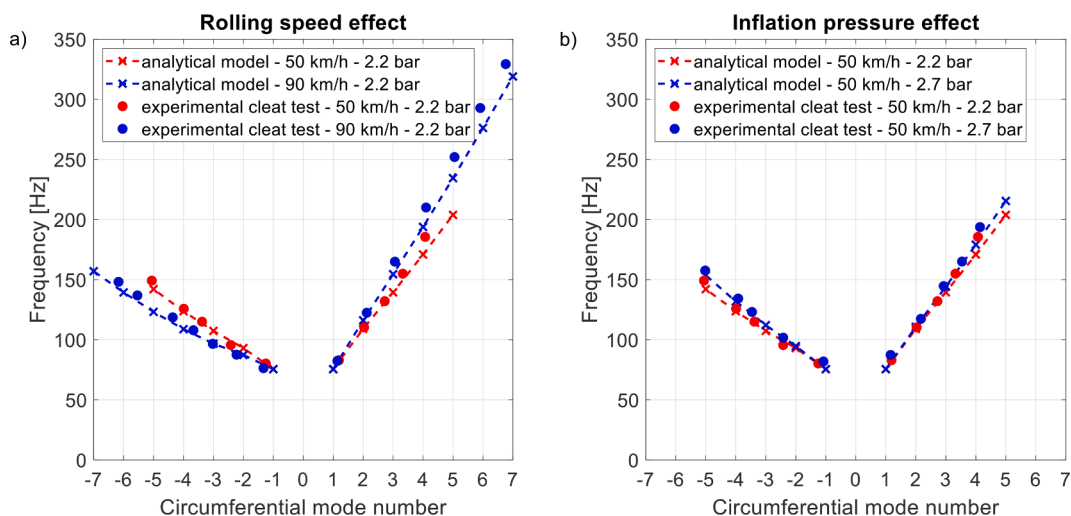 a)
Rolling speed effect
350
300
250
200
150
100
50
0
Frequency [Hz]
analytical model - 50 km/h - 2.2 bar
analytical model - 90 km/h - 2.2 bar
experimental cleat test - 50 km/h - 2.2 bar
experimental cleat test - 90 km/h - 2.2 bar
-7 -6 -5 -4 -3 -2 -1 0 1 2 3 4 5 6 7
Circumferential mode number
b)
Inflation pressure effect
350
300
250
200
150
100
50
0
Frequency [Hz]
analytical model - 50 km/h - 2.2 bar
analytical model - 50 km/h - 2.7 bar
experimental cleat test - 50 km/h - 2.2 bar
experimental cleat test - 50 km/h - 2.7 bar
-7 -6 -5 -4 -3 -2 -1 0 1 2 3 4 5 6 7
Circumferential mode number